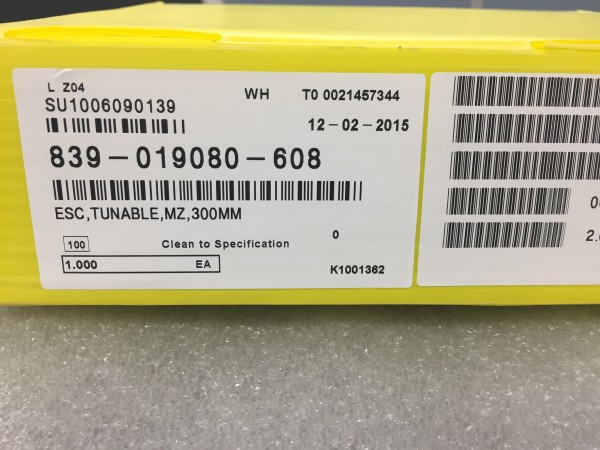 L Z04
SU1006090139
WH T0 0021457344
12-02-2015
839-019080-608
ESC,TUNABLE,MZ,300MM
100 Clean to Specification 0
1.000 EA
K1001362